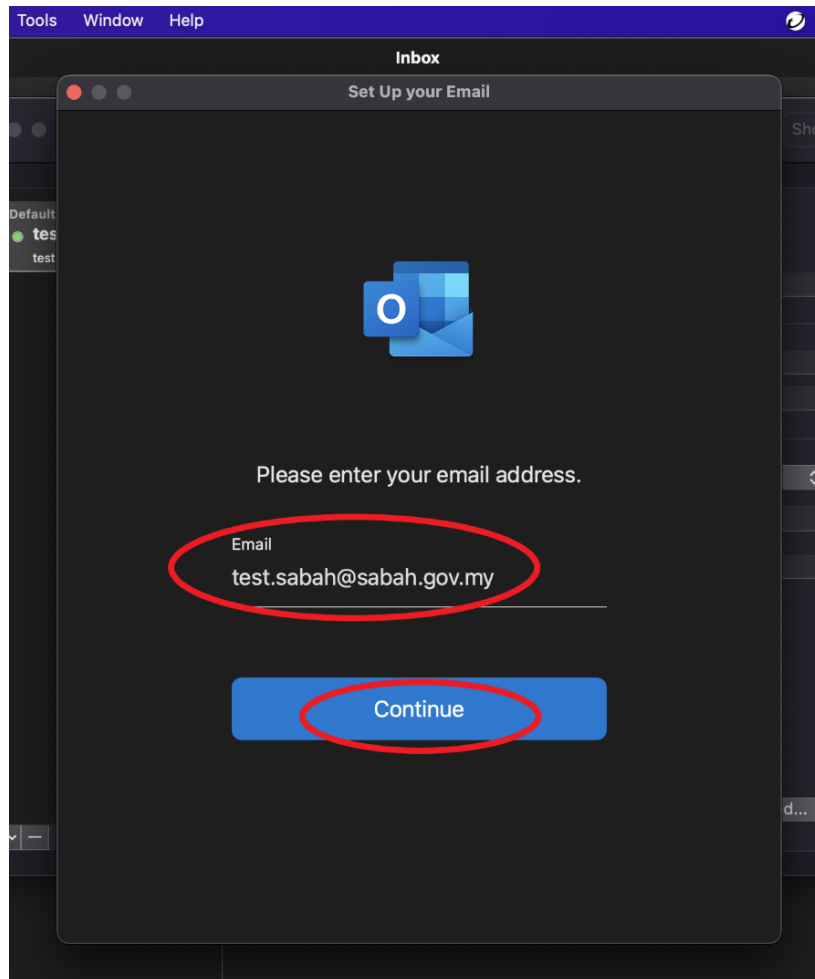 Tools Window Help
Inbox
Set Up your Email
Sh
Default
tes
test
O
Please enter your email address.
Email
test.sabah@sabah.gov.my
Continue
d...